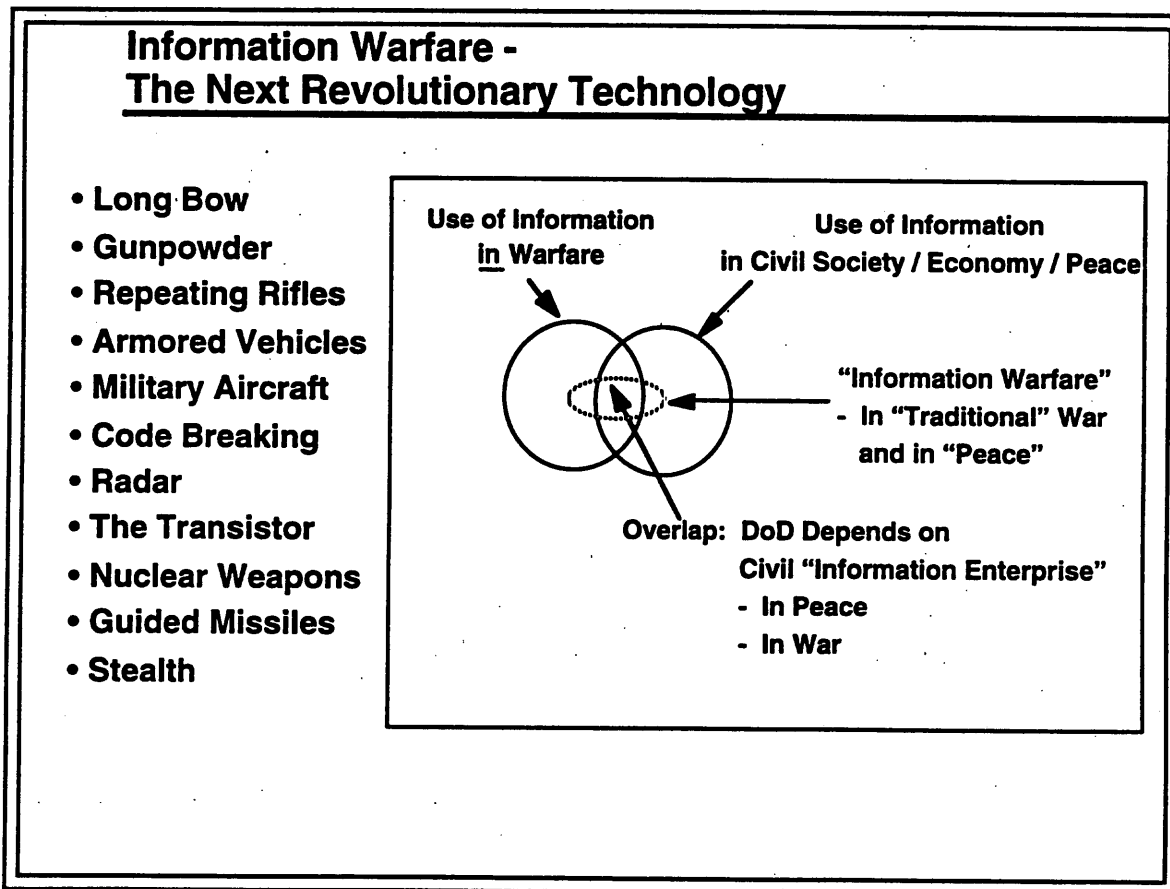 Information Warfare -
The Next Revolutionary Technology
• Long Bow
• Gunpowder
• Repeating Rifles
• Armored Vehicles
• Military Aircraft
• Code Breaking
• Radar
• The Transistor
• Nuclear Weapons
• Guided Missiles
• Stealth
Use of Information
in Warfare
Use of Information
in Civil Society / Economy / Peace
“Information Warfare”
- In “Traditional” War
and in “Peace”
Overlap: DoD Depends on
Civil “Information Enterprise”
- In Peace
- In War